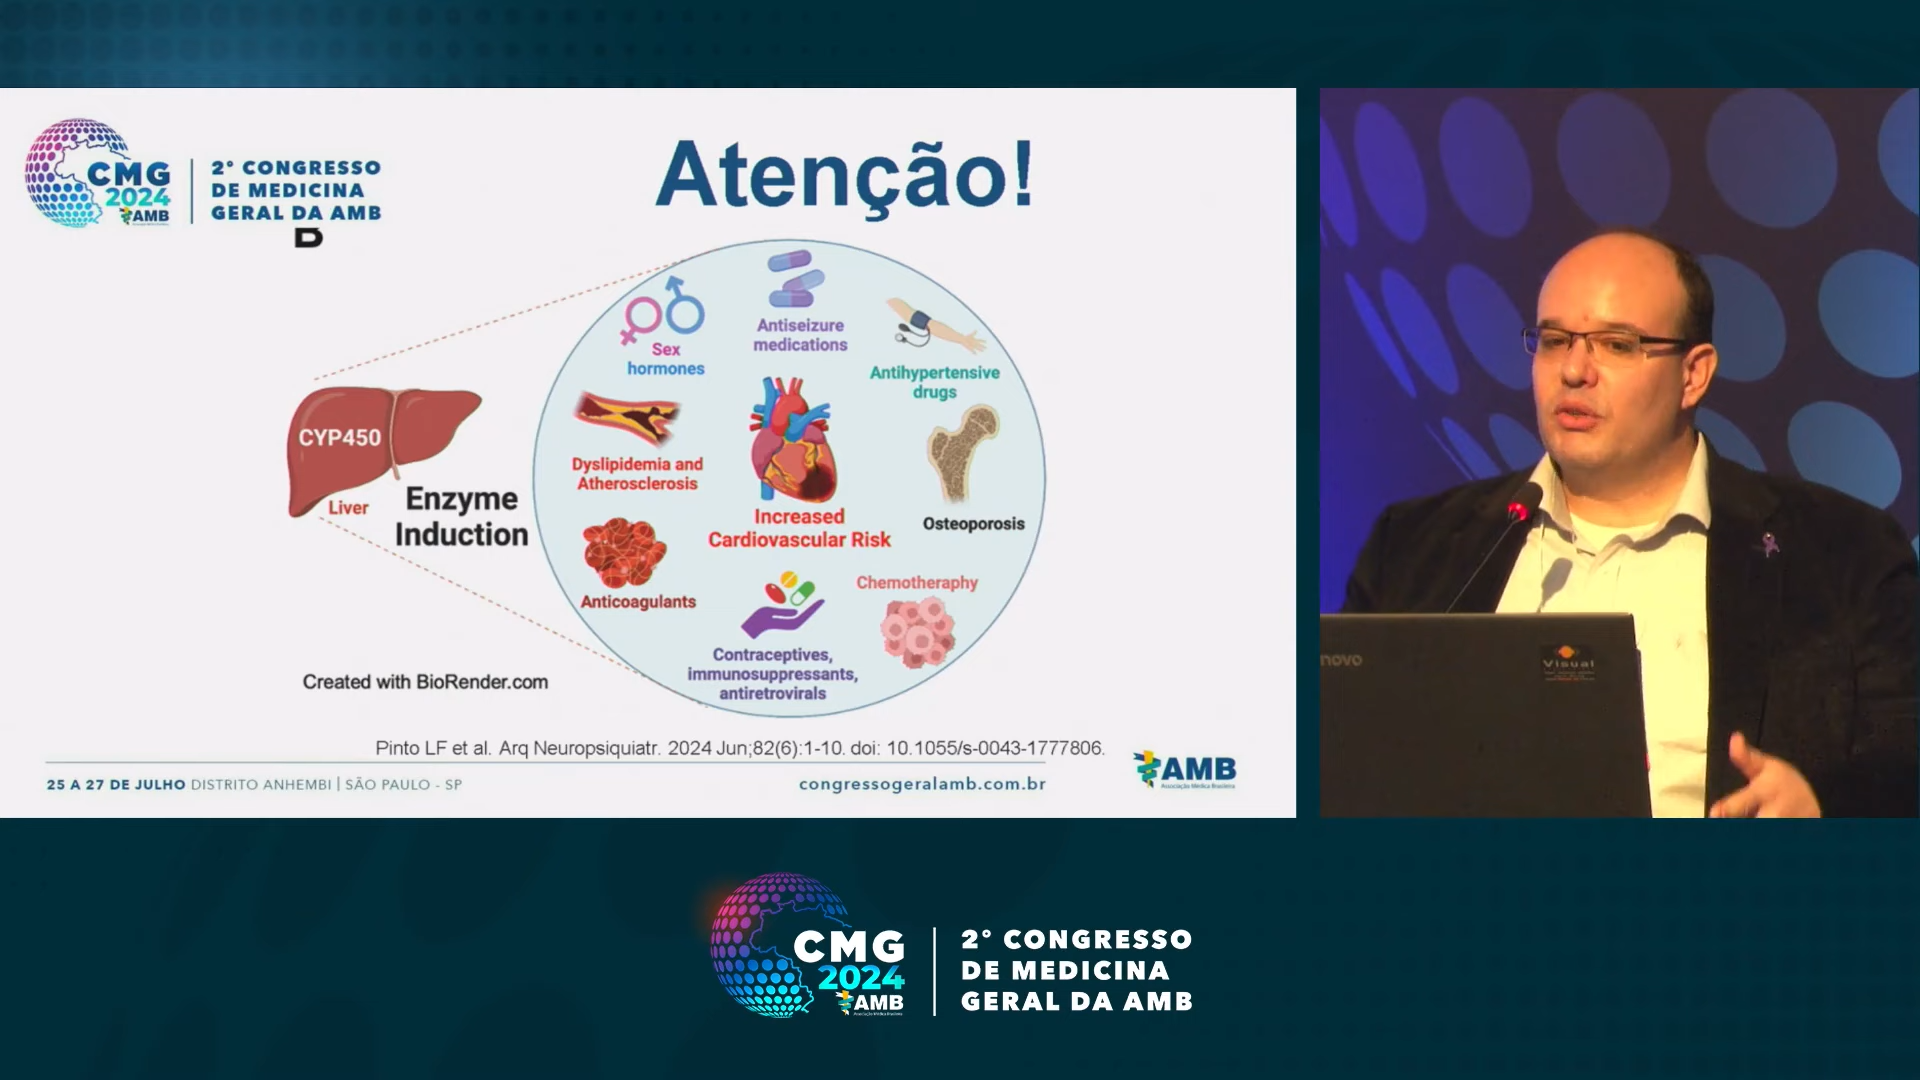 CMG
2024
AMB
2° CONGRESSO
DE MEDICINA
GERAL DA AMB
B
Atenção!
Sex
hormones
Antiseizure
medications
Antihypertensive
drugs
CYP450
Liver
Enzyme
Induction
Dyslipidemia and
Atherosclerosis
Increased
Cardiovascular Risk
Osteoporosis
Anticoagulants
Chemotheraphy
Contraceptives,
immunosuppressants,
antiretrovirals
Created with BioRender.com
Pinto LF et al. Arq Neuropsiquiatr. 2024 Jun;82(6):1-10. doi: 10.1055/s-0043-1777806.
25 A 27 DE JULHO DISTRITO ANHEMBI | SÃO PAULO - SP
congressogeralamb.com.br
AMB
Associação Médica Brasileira
novo
Visual
CMG
2024
AMB
2° CONGRESSO
DE MEDICINA
GERAL DA AMB